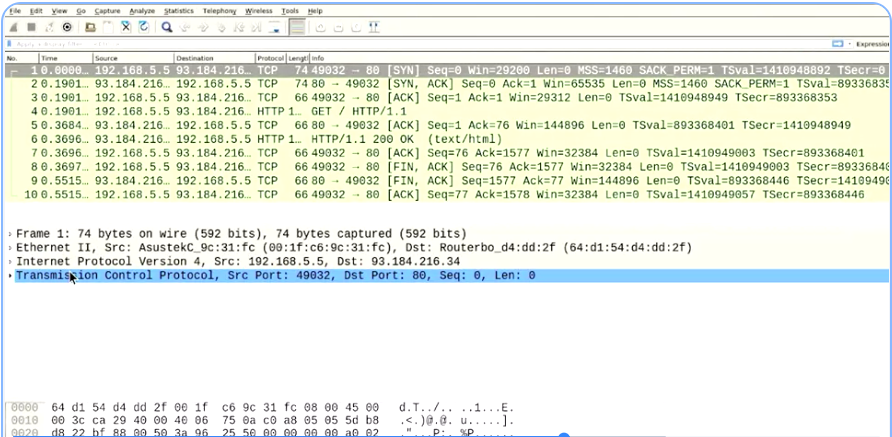 File Edit View Go Capture Analyze Statistics Telephony Wireless Tools Help
Expression
No. Time Source Destination Protocol Length Info
1 0.0000… 192.168.5.5 93.184.216… TCP 74 49032 → 80 [SYN] Seq=0 Win=29200 Len=0 MSS=1460 SACK_PERM=1 TSval=1410948892 TSecr=0
2 0.1901… 93.184.216… 192.168.5.5 TCP 74 80 → 49032 [SYN, ACK] Seq=0 Ack=1 Win=65535 Len=0 MSS=1460 SACK_PERM=1 TSval=89336835
3 0.1901… 192.168.5.5 93.184.216… TCP 66 49032 → 80 [ACK] Seq=1 Ack=1 Win=29312 Len=0 TSval=1410948949 TSecr=893368353
4 0.1901… 192.168.5.5 93.184.216… HTTP 1… GET / HTTP/1.1
5 0.3684… 93.184.216… 192.168.5.5 TCP 66 80 → 49032 [ACK] Seq=1 Ack=76 Win=144896 Len=0 TSval=893368401 TSecr=1410948949
6 0.3696… 93.184.216… 192.168.5.5 HTTP 1… HTTP/1.1 200 OK (text/html)
7 0.3696… 192.168.5.5 93.184.216… TCP 66 49032 → 80 [ACK] Seq=76 Ack=1577 Win=32384 Len=0 TSval=1410949003 TSecr=893368401
8 0.3697… 192.168.5.5 93.184.216… TCP 66 49032 → 80 [FIN, ACK] Seq=76 Ack=1577 Win=32384 Len=0 TSval=1410949003 TSecr=89336
9 0.5515… 93.184.216… 192.168.5.5 TCP 66 80 → 49032 [FIN, ACK] Seq=1577 Ack=77 Win=144896 Len=0 TSval=893368446 TSecr=1410949
10 0.5515… 192.168.5.5 93.184.216… TCP 66 49032 → 80 [ACK] Seq=77 Ack=1578 Win=32384 Len=0 TSval=1410949057 TSecr=893368446
Frame 1: 74 bytes on wire (592 bits), 74 bytes captured (592 bits)
Ethernet II, Src: AsustekC_9c:31:fc (00:1f:c6:9c:31:fc), Dst: Routerbo_d4:dd:2f (64:d1:54:d4:dd:2f)
Internet Protocol Version 4, Src: 192.168.5.5, Dst: 93.184.216.34
Transmission Control Protocol, Src Port: 49032, Dst Port: 80, Seq: 0, Len: 0
0000 64 d1 54 d4 dd 2f 00 1f c6 9c 31 fc 08 00 45 00 d.T../.. ..1...E.
0010 00 3c ca 29 40 00 40 06 75 0a c0 a8 05 05 5d b8 .<.)@.@. u.....].
0020 d8 22 bf 88 00 50 3a 96 25 50 00 00 00 00 a0 02